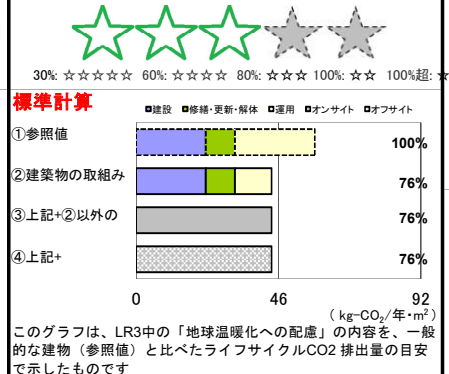 30%: ☆☆☆☆☆ 60%: ☆☆☆☆ 80%: ☆☆☆ 100%: ☆☆ 100%超: ☆
標準計算
建設 修繕・更新・解体 運用 オンサイト オフサイト
①参照値 100%
②建築物の取組み 76%
③上記+②以外の 76%
④上記+ 76%
0 46 92
（kg-CO₂/年・m²）
このグラフは、LR3中の「地球温暖化への配慮」の内容を、一般
的な建物（参照値）と比べたライフサイクルCO2 排出量の目安
で示したものです